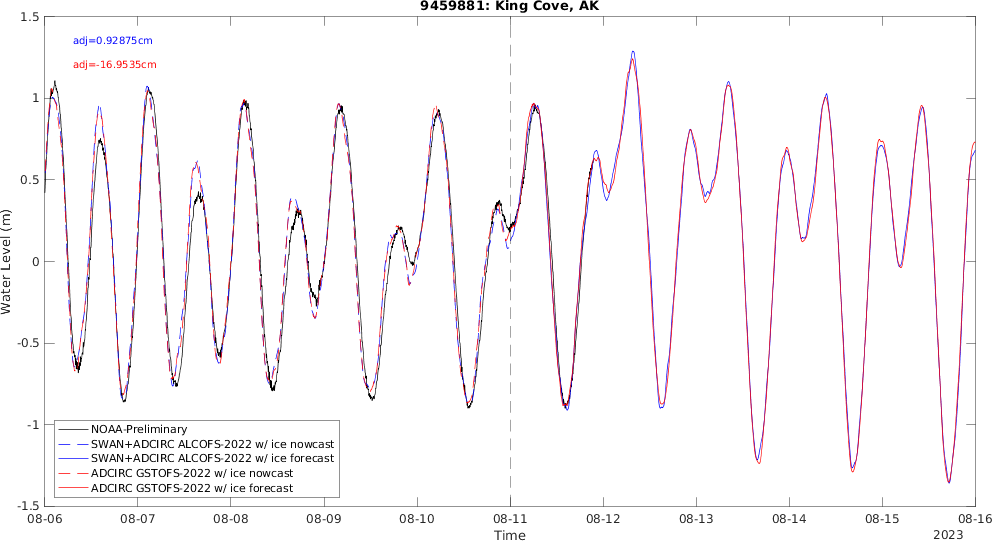 9459881: King Cove, AK
adj=0.92875cm
adj=-16.9535cm
Water Level (m)
1.5
1
0.5
0
-0.5
-1
-1.5
NOAA-Preliminary
SWAN+ADCIRC ALCOFS-2022 w/ ice nowcast
SWAN+ADCIRC ALCOFS-2022 w/ ice forecast
ADCIRC GSTOFS-2022 w/ ice nowcast
ADCIRC GSTOFS-2022 w/ ice forecast
08-06 08-07 08-08 08-09 08-10 08-11 08-12 08-13 08-14 08-15 08-16
Time
2023